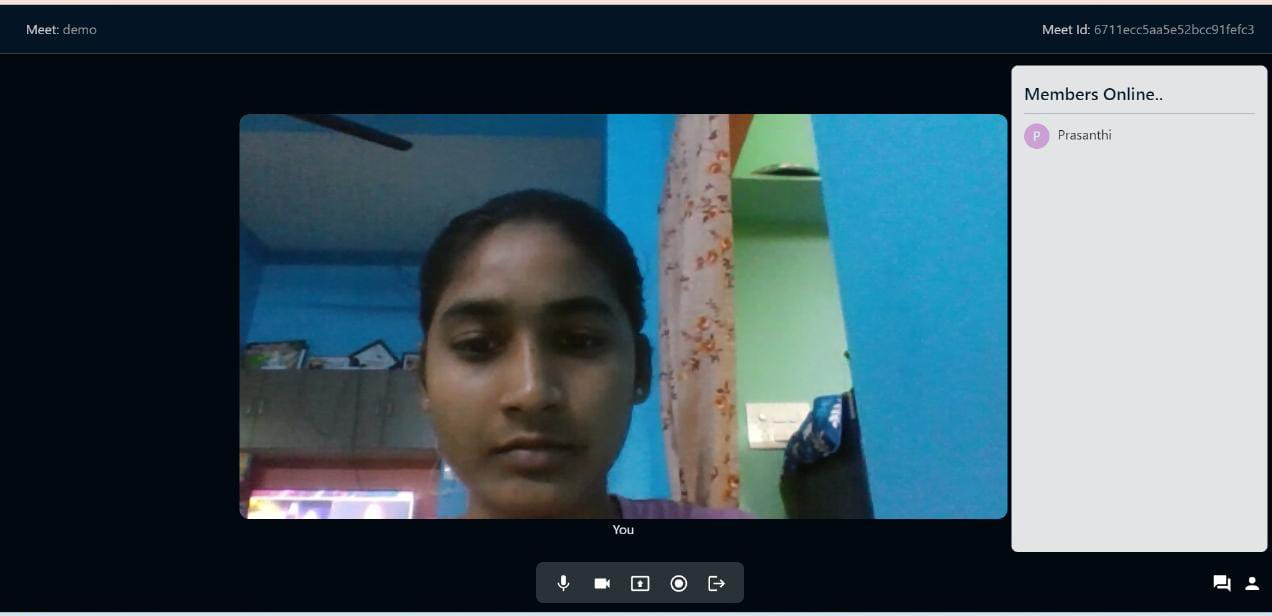 Meet: demo
Meet Id: 6711ecc5aa5e52bcc91fefc3
Members Online..
P Prasanthi
You